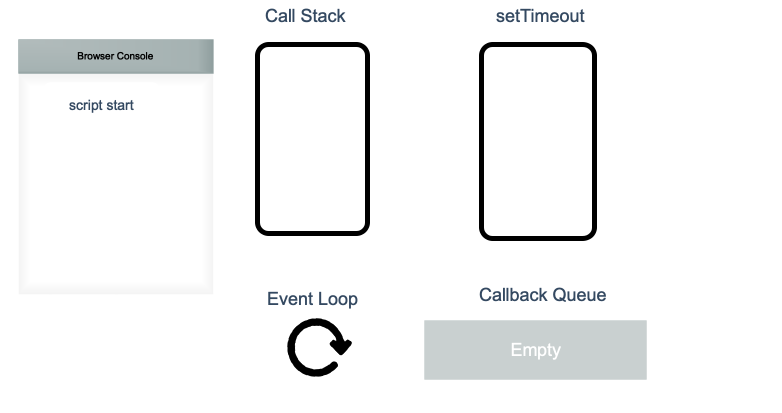 Call Stack
setTimeout
Browser Console
script start
Event Loop
Callback Queue
Empty